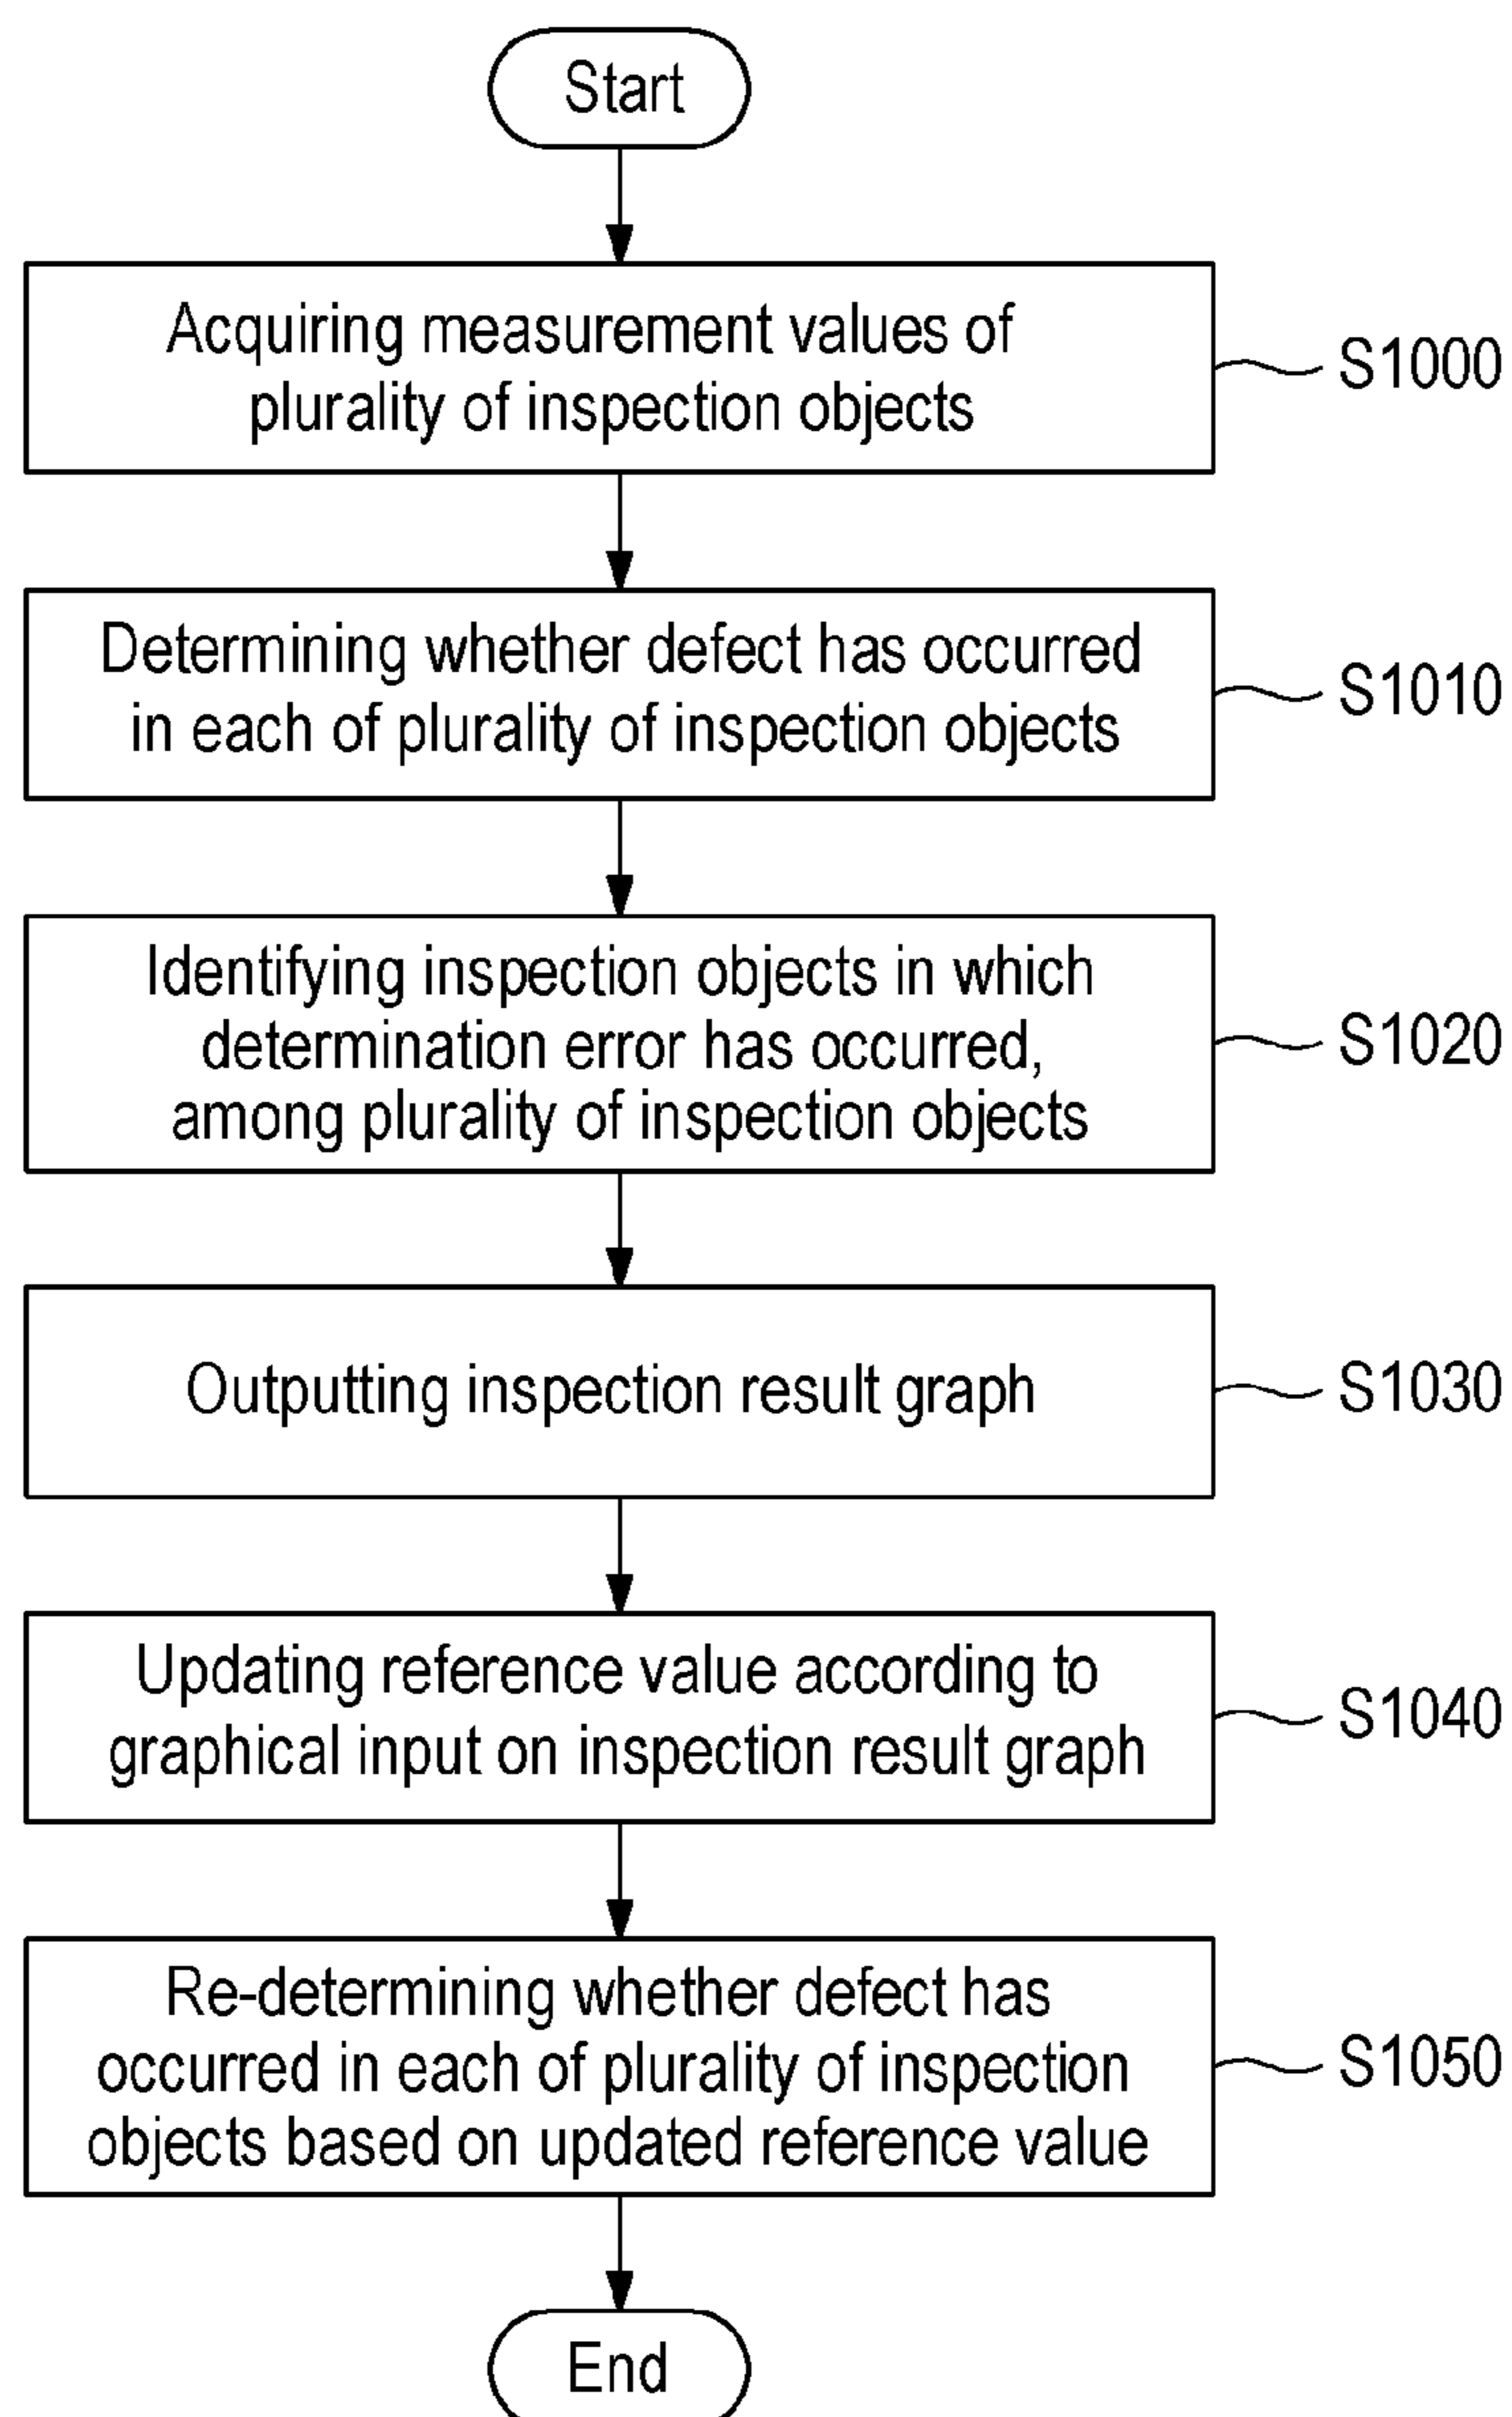 Start
Acquiring measurement values of
plurality of inspection objects
S1000
Determining whether defect has occurred
in each of plurality of inspection objects
S1010
Identifying inspection objects in which
determination error has occurred,
among plurality of inspection objects
S1020
Outputting inspection result graph
S1030
Updating reference value according to
graphical input on inspection result graph
S1040
Re-determining whether defect has
occurred in each of plurality of inspection
objects based on updated reference value
S1050
End